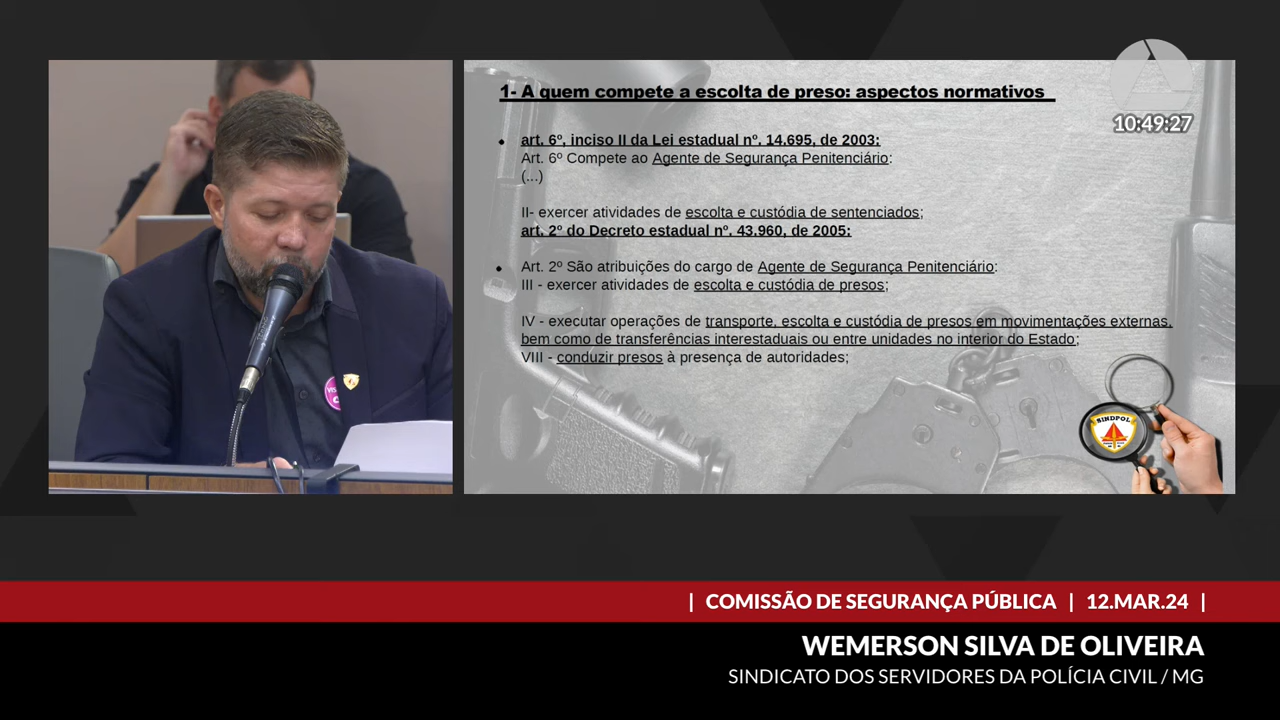 1- A quem compete a escolta de preso: aspectos normativos
10:49:27
• art. 6º, inciso II da Lei estadual nº. 14.695, de 2003:
Art. 6º Compete ao Agente de Segurança Penitenciário:
(...)
II- exercer atividades de escolta e custódia de sentenciados;
art. 2º do Decreto estadual nº. 43.960, de 2005:
• Art. 2º São atribuições do cargo de Agente de Segurança Penitenciário:
III - exercer atividades de escolta e custódia de presos;
IV - executar operações de transporte, escolta e custódia de presos em movimentações externas,
bem como de transferências interestaduais ou entre unidades no interior do Estado;
VIII - conduzir presos à presença de autoridades;
SINDPOL
| COMISSÃO DE SEGURANÇA PÚBLICA | 12.MAR.24 |
WEMERSON SILVA DE OLIVEIRA
SINDICATO DOS SERVIDORES DA POLÍCIA CIVIL / MG